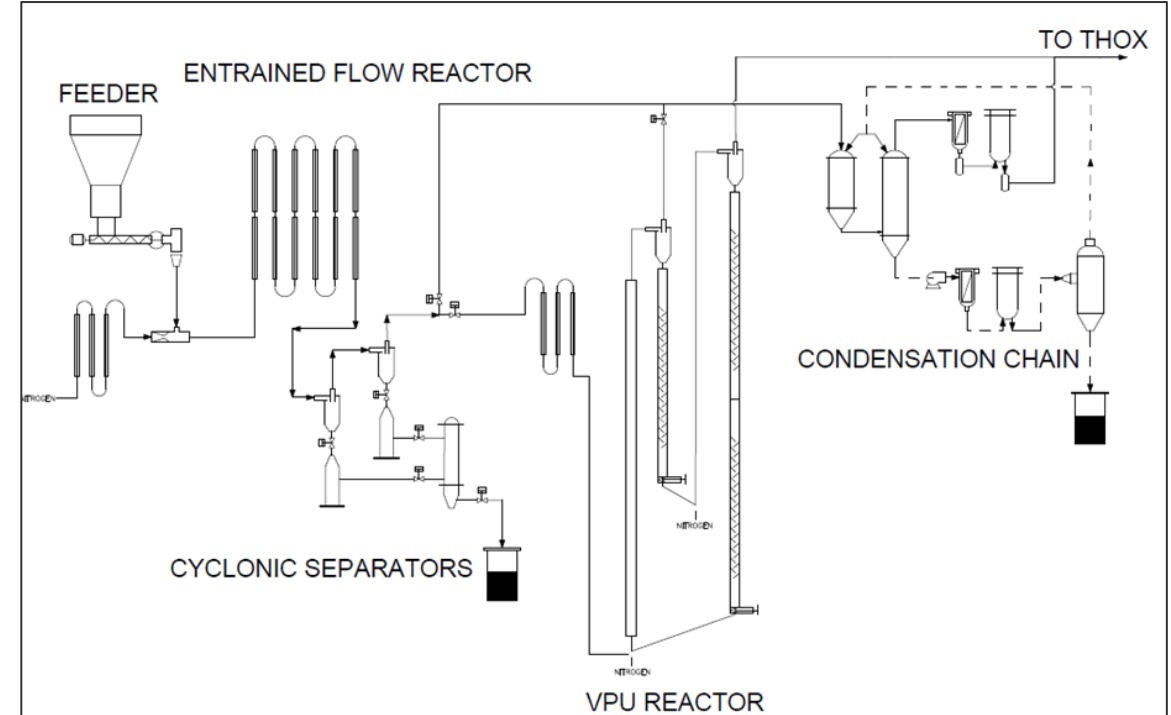 TO THOX
ENTRAINED FLOW REACTOR
FEEDER
CONDENSATION CHAIN
NITROGEN
NITROGEN
CYCLONIC SEPARATORS
NITROGEN
VPU REACTOR